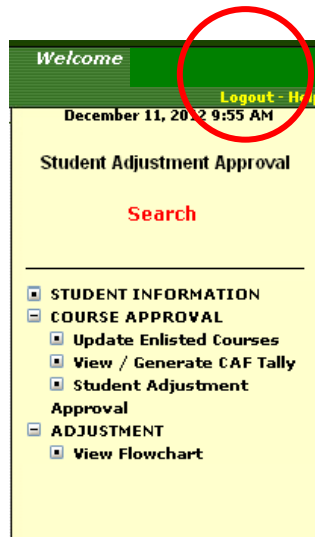 Welcome
Logout - Hel
December 11, 2012 9:55 AM
Student Adjustment Approval
Search
STUDENT INFORMATION
COURSE APPROVAL
Update Enlisted Courses
View / Generate CAF Tally
Student Adjustment
Approval
ADJUSTMENT
View Flowchart